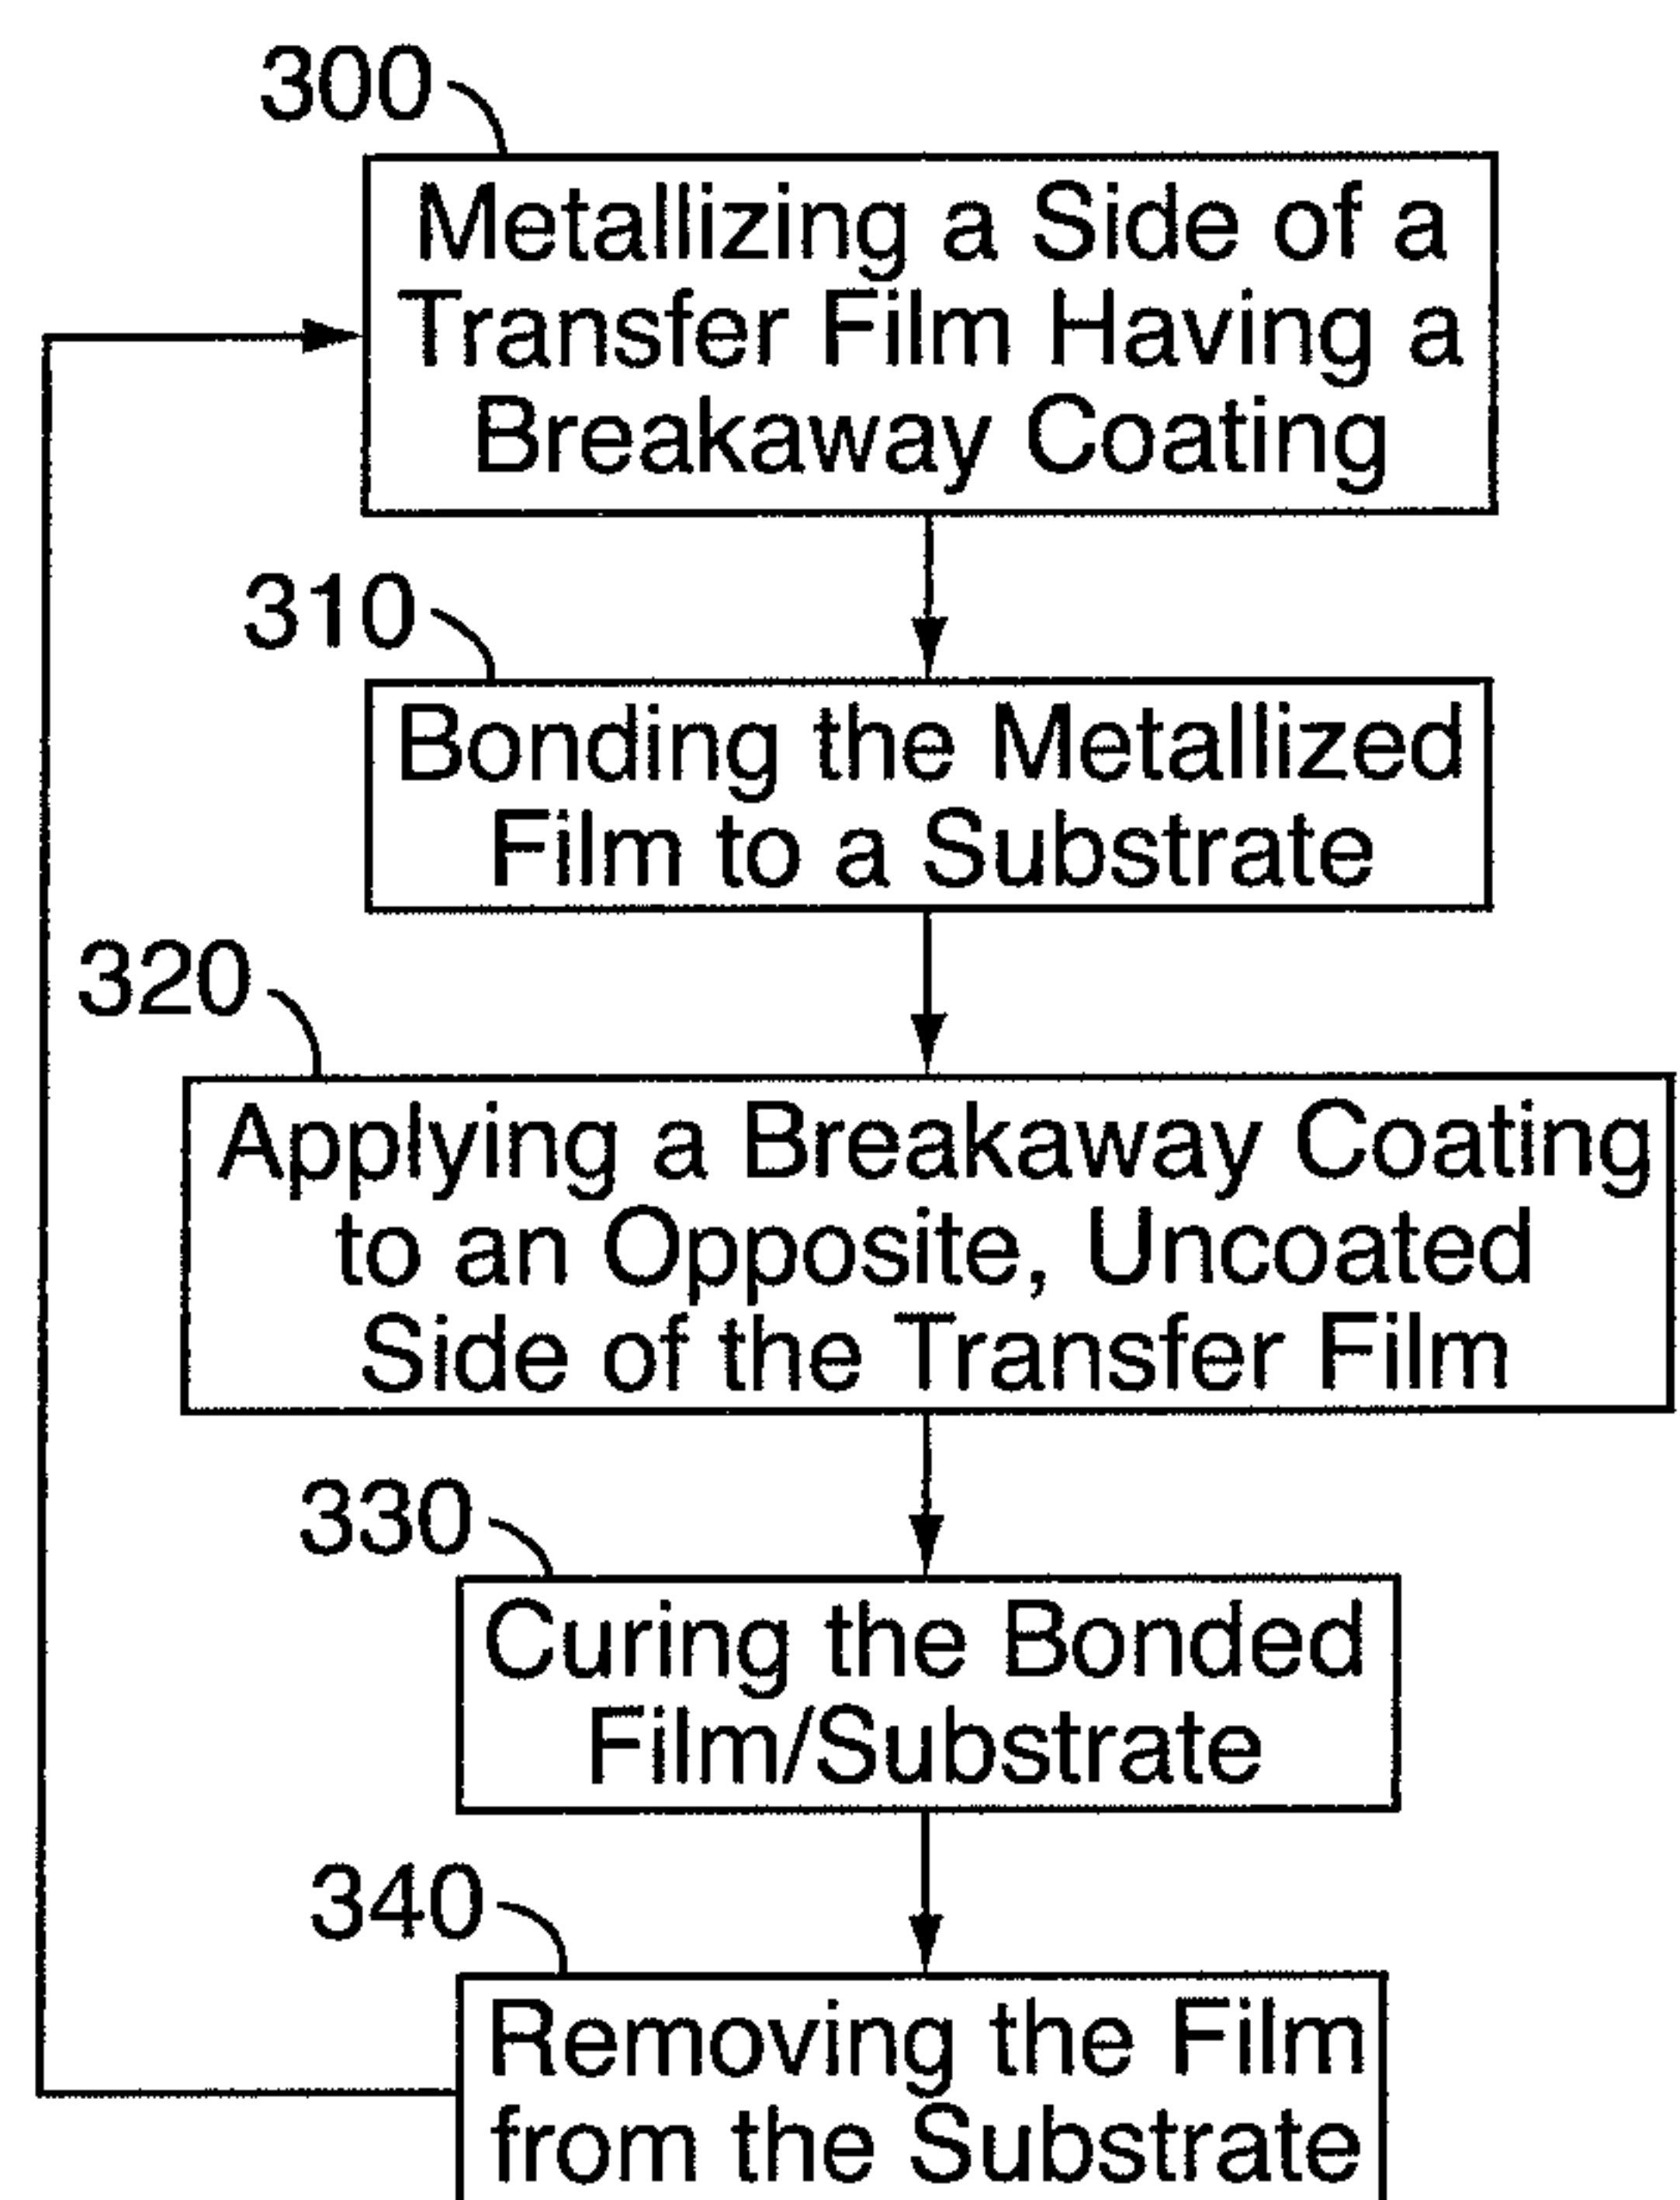 300
Metallizing a Side of a
Transfer Film Having a
Breakaway Coating
310
Bonding the Metallized
Film to a Substrate
320
Applying a Breakaway Coating
to an Opposite, Uncoated
Side of the Transfer Film
330
Curing the Bonded
Film/Substrate
340
Removing the Film
from the Substrate